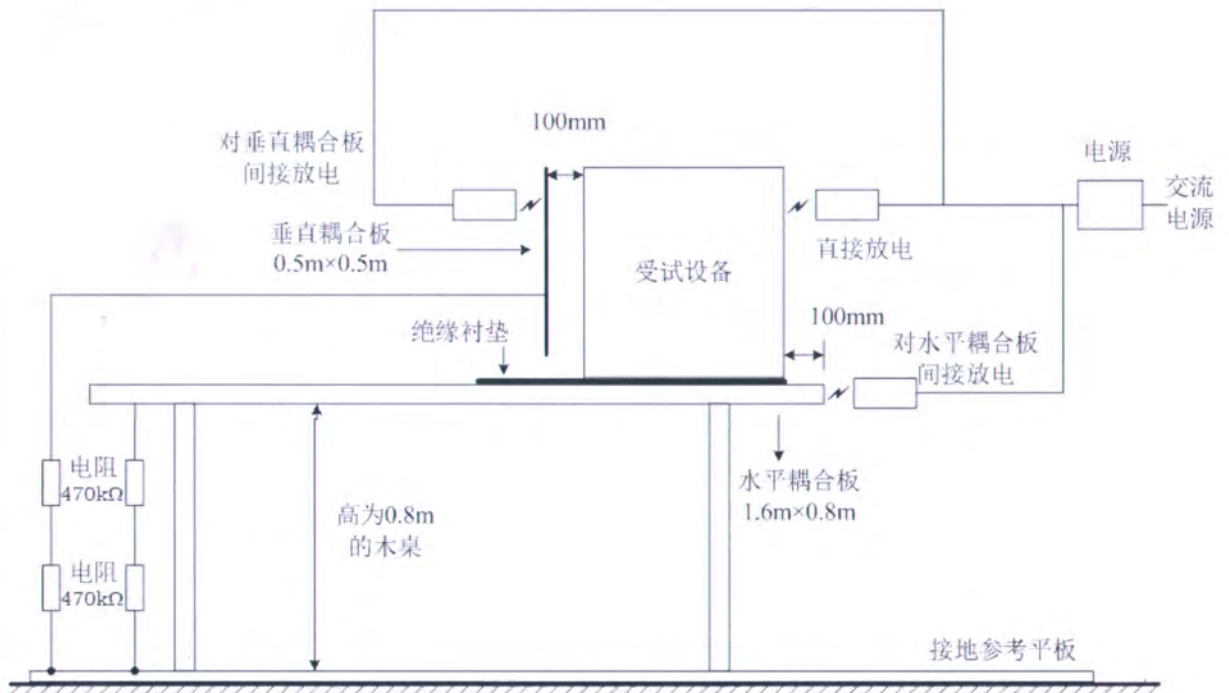 100mm
对垂直耦合板
间接放电
电源
交流
电源
垂直耦合板
0.5m×0.5m
直接放电
受试设备
100mm
绝缘衬垫
对水平耦合板
间接放电
电阻
470kΩ
水平耦合板
1.6m×0.8m
高为0.8m
的木桌
电阻
470kΩ
接地参考平板